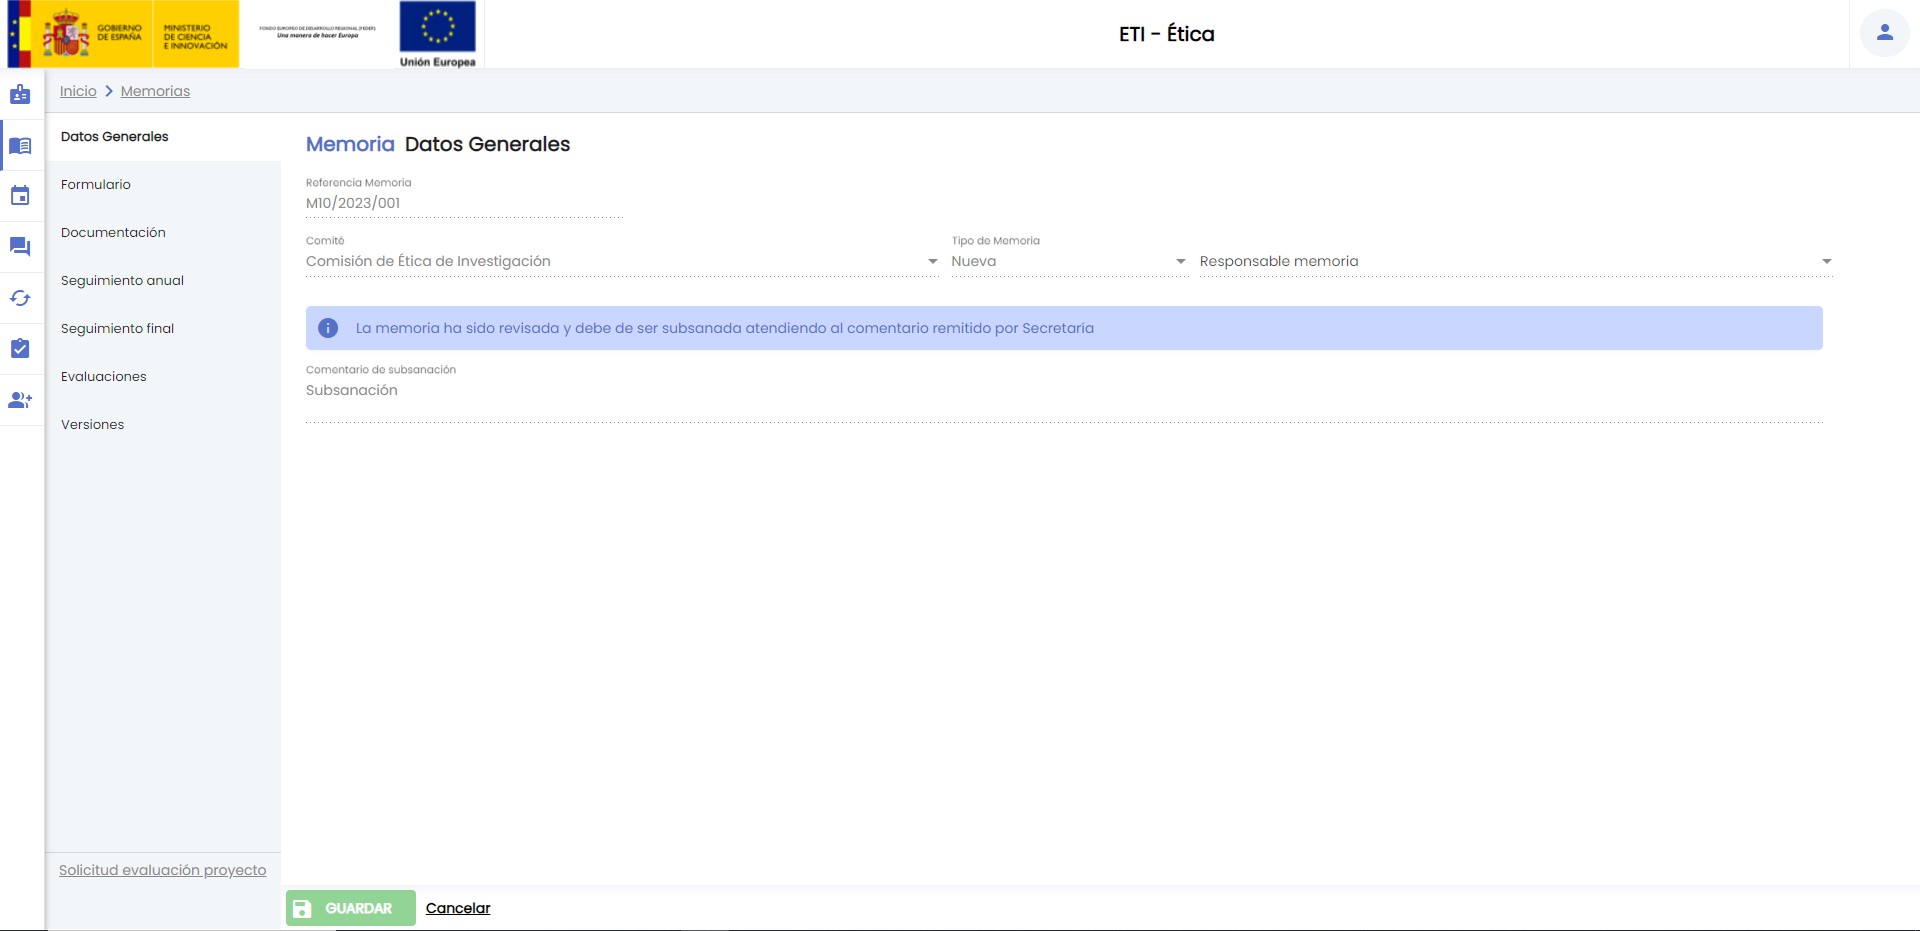 GOBIERNO
DE ESPAÑA
MINISTERIO
DE CIENCIA
E INNOVACIÓN
FONDO EUROPEO DE DESARROLLO REGIONAL (FEDER)
Una manera de hacer Europa
Unión Europea
ETI - Ética
Inicio
Memorias
Datos Generales
Formulario
Documentación
Seguimiento anual
Seguimiento final
Evaluaciones
Versiones
Solicitud evaluación proyecto
Memoria Datos Generales
Referencia Memoria
M10/2023/001
Comité
Comisión de Ética de Investigación
Tipo de Memoria
Nueva
Responsable memoria
La memoria ha sido revisada y debe de ser subsanada atendiendo al comentario remitido por Secretaría
Comentario de subsanación
Subsanación
GUARDAR
Cancelar